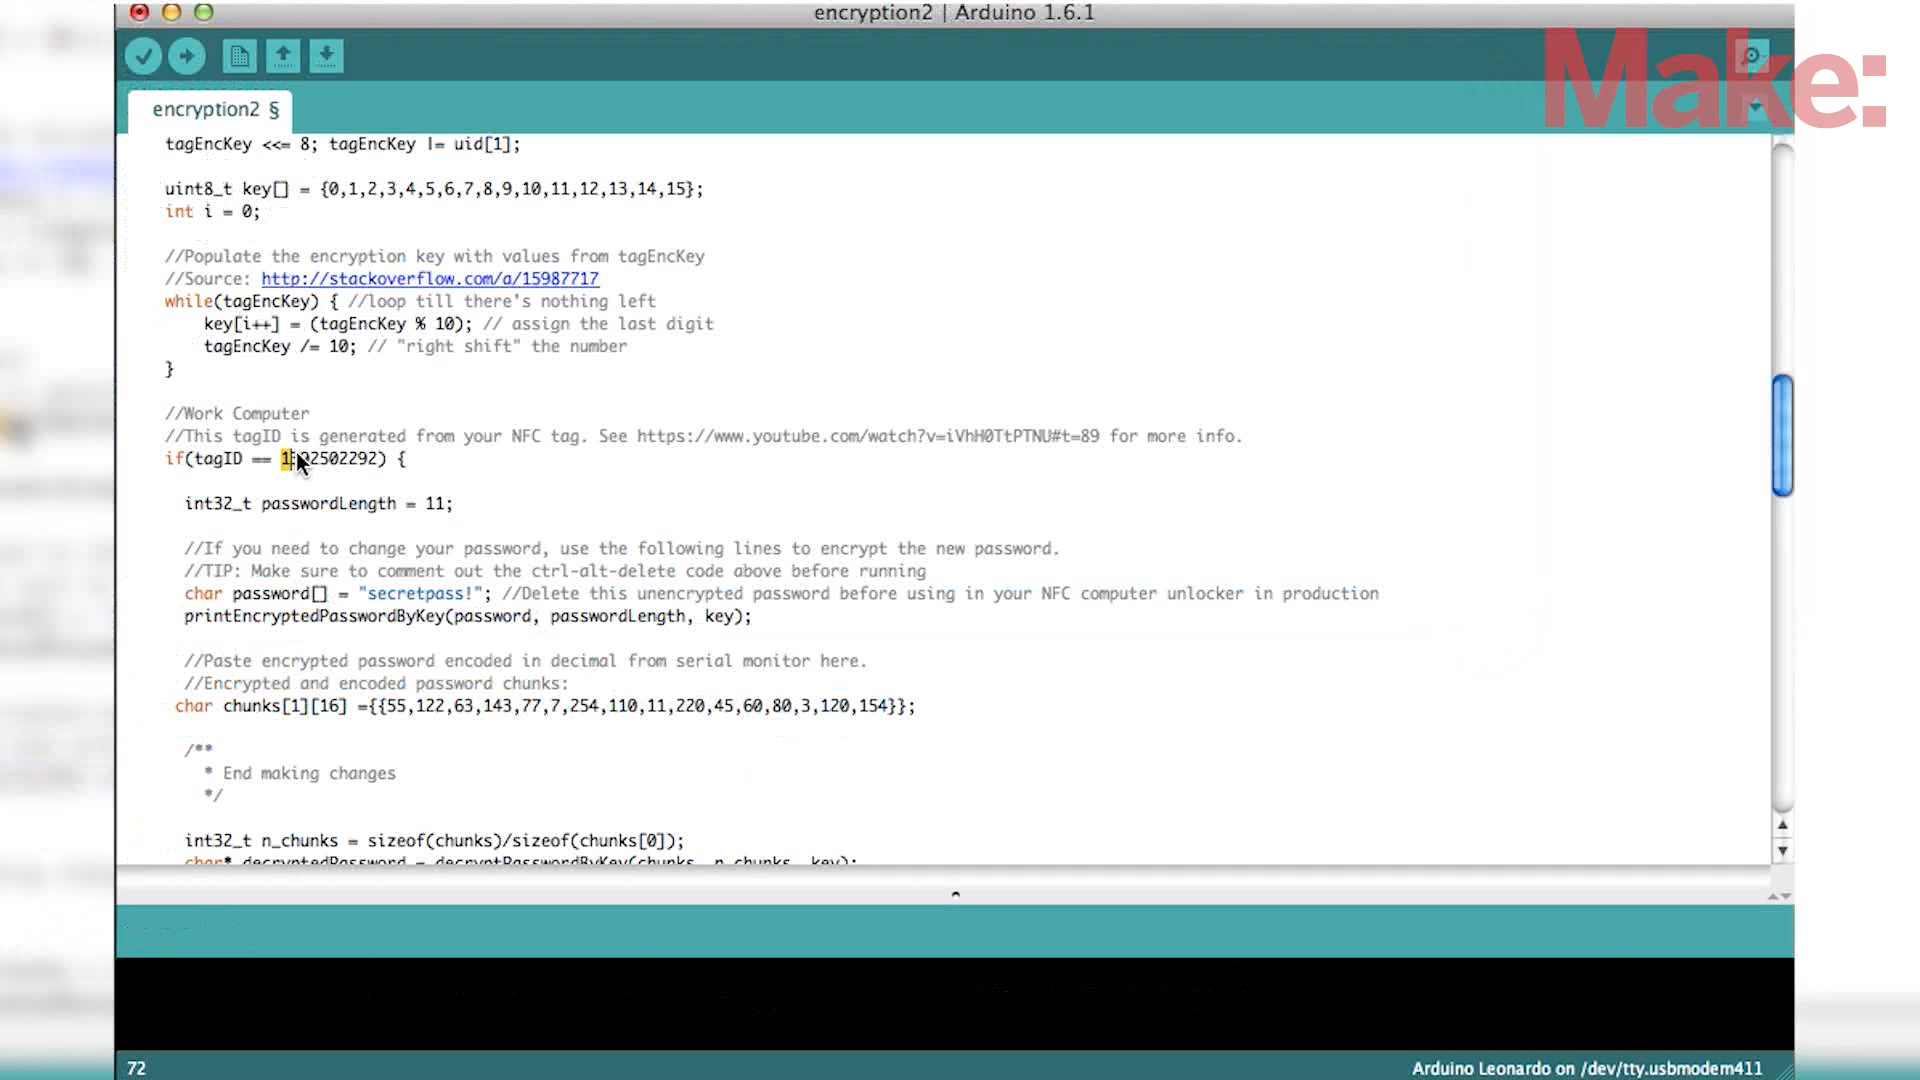 encryption2 | Arduino 1.6.1
Make:
encryption2 §
tagEncKey <<= 8; tagEncKey |= uid[1];
uint8_t key[] = {0,1,2,3,4,5,6,7,8,9,10,11,12,13,14,15};
int i = 0;
//Populate the encryption key with values from tagEncKey
//Source: http://stackoverflow.com/a/15987717
while(tagEncKey) { //loop till there's nothing left
key[i++] = (tagEncKey % 10); // assign the last digit
tagEncKey /= 10; // "right shift" the number
}
//Work Computer
//This tagID is generated from your NFC tag. See https://www.youtube.com/watch?v=iVhH0TtPTNU#t=89 for more info.
if(tagID == {
int32_t passwordLength = 11;
//If you need to change your password, use the following lines to encrypt the new password.
//TIP: Make sure to comment out the ctrl-alt-delete code above before running
char password[] = "secretpass!"; //Delete this unencrypted password before using in your NFC computer unlocker in production
printEncryptedPasswordByKey(password, passwordLength, key);
//Paste encrypted password encoded in decimal from serial monitor here.
//Encrypted and encoded password chunks:
char chunks[1][16] ={{55,122,63,143,77,7,254,110,11,220,45,60,80,3,120,154}};
/**
* End making changes
*/
int32_t n_chunks = sizeof(chunks)/sizeof(chunks[0]);
char* decryptedPassword = decryptPasswordByKey(chunks, n_chunks, key);
72
Arduino Leonardo on /dev/tty.usbmodem411